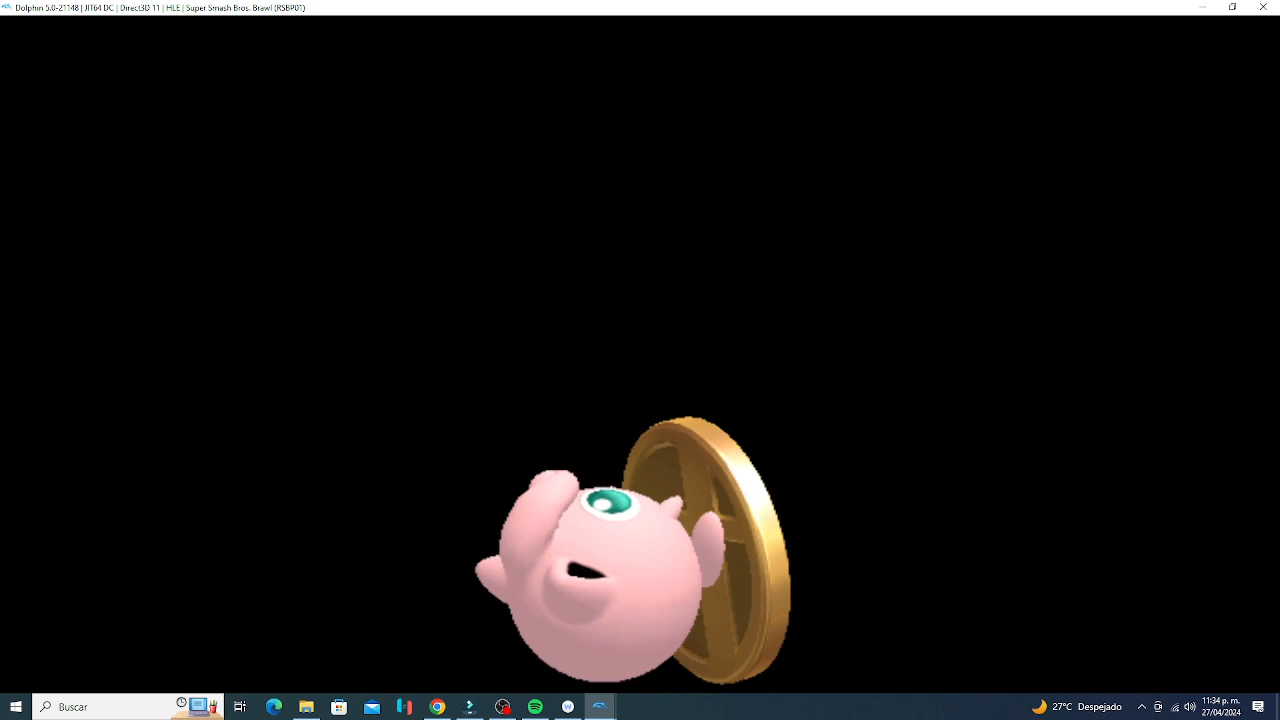 Dolphin 5.0-21148 | JIT64 DC | Direct3D 11 | HLE | Super Smash Bros. Brawl (RSBP01)
Buscar
27°C Despejado
11:34 p. m.
27/04/2024